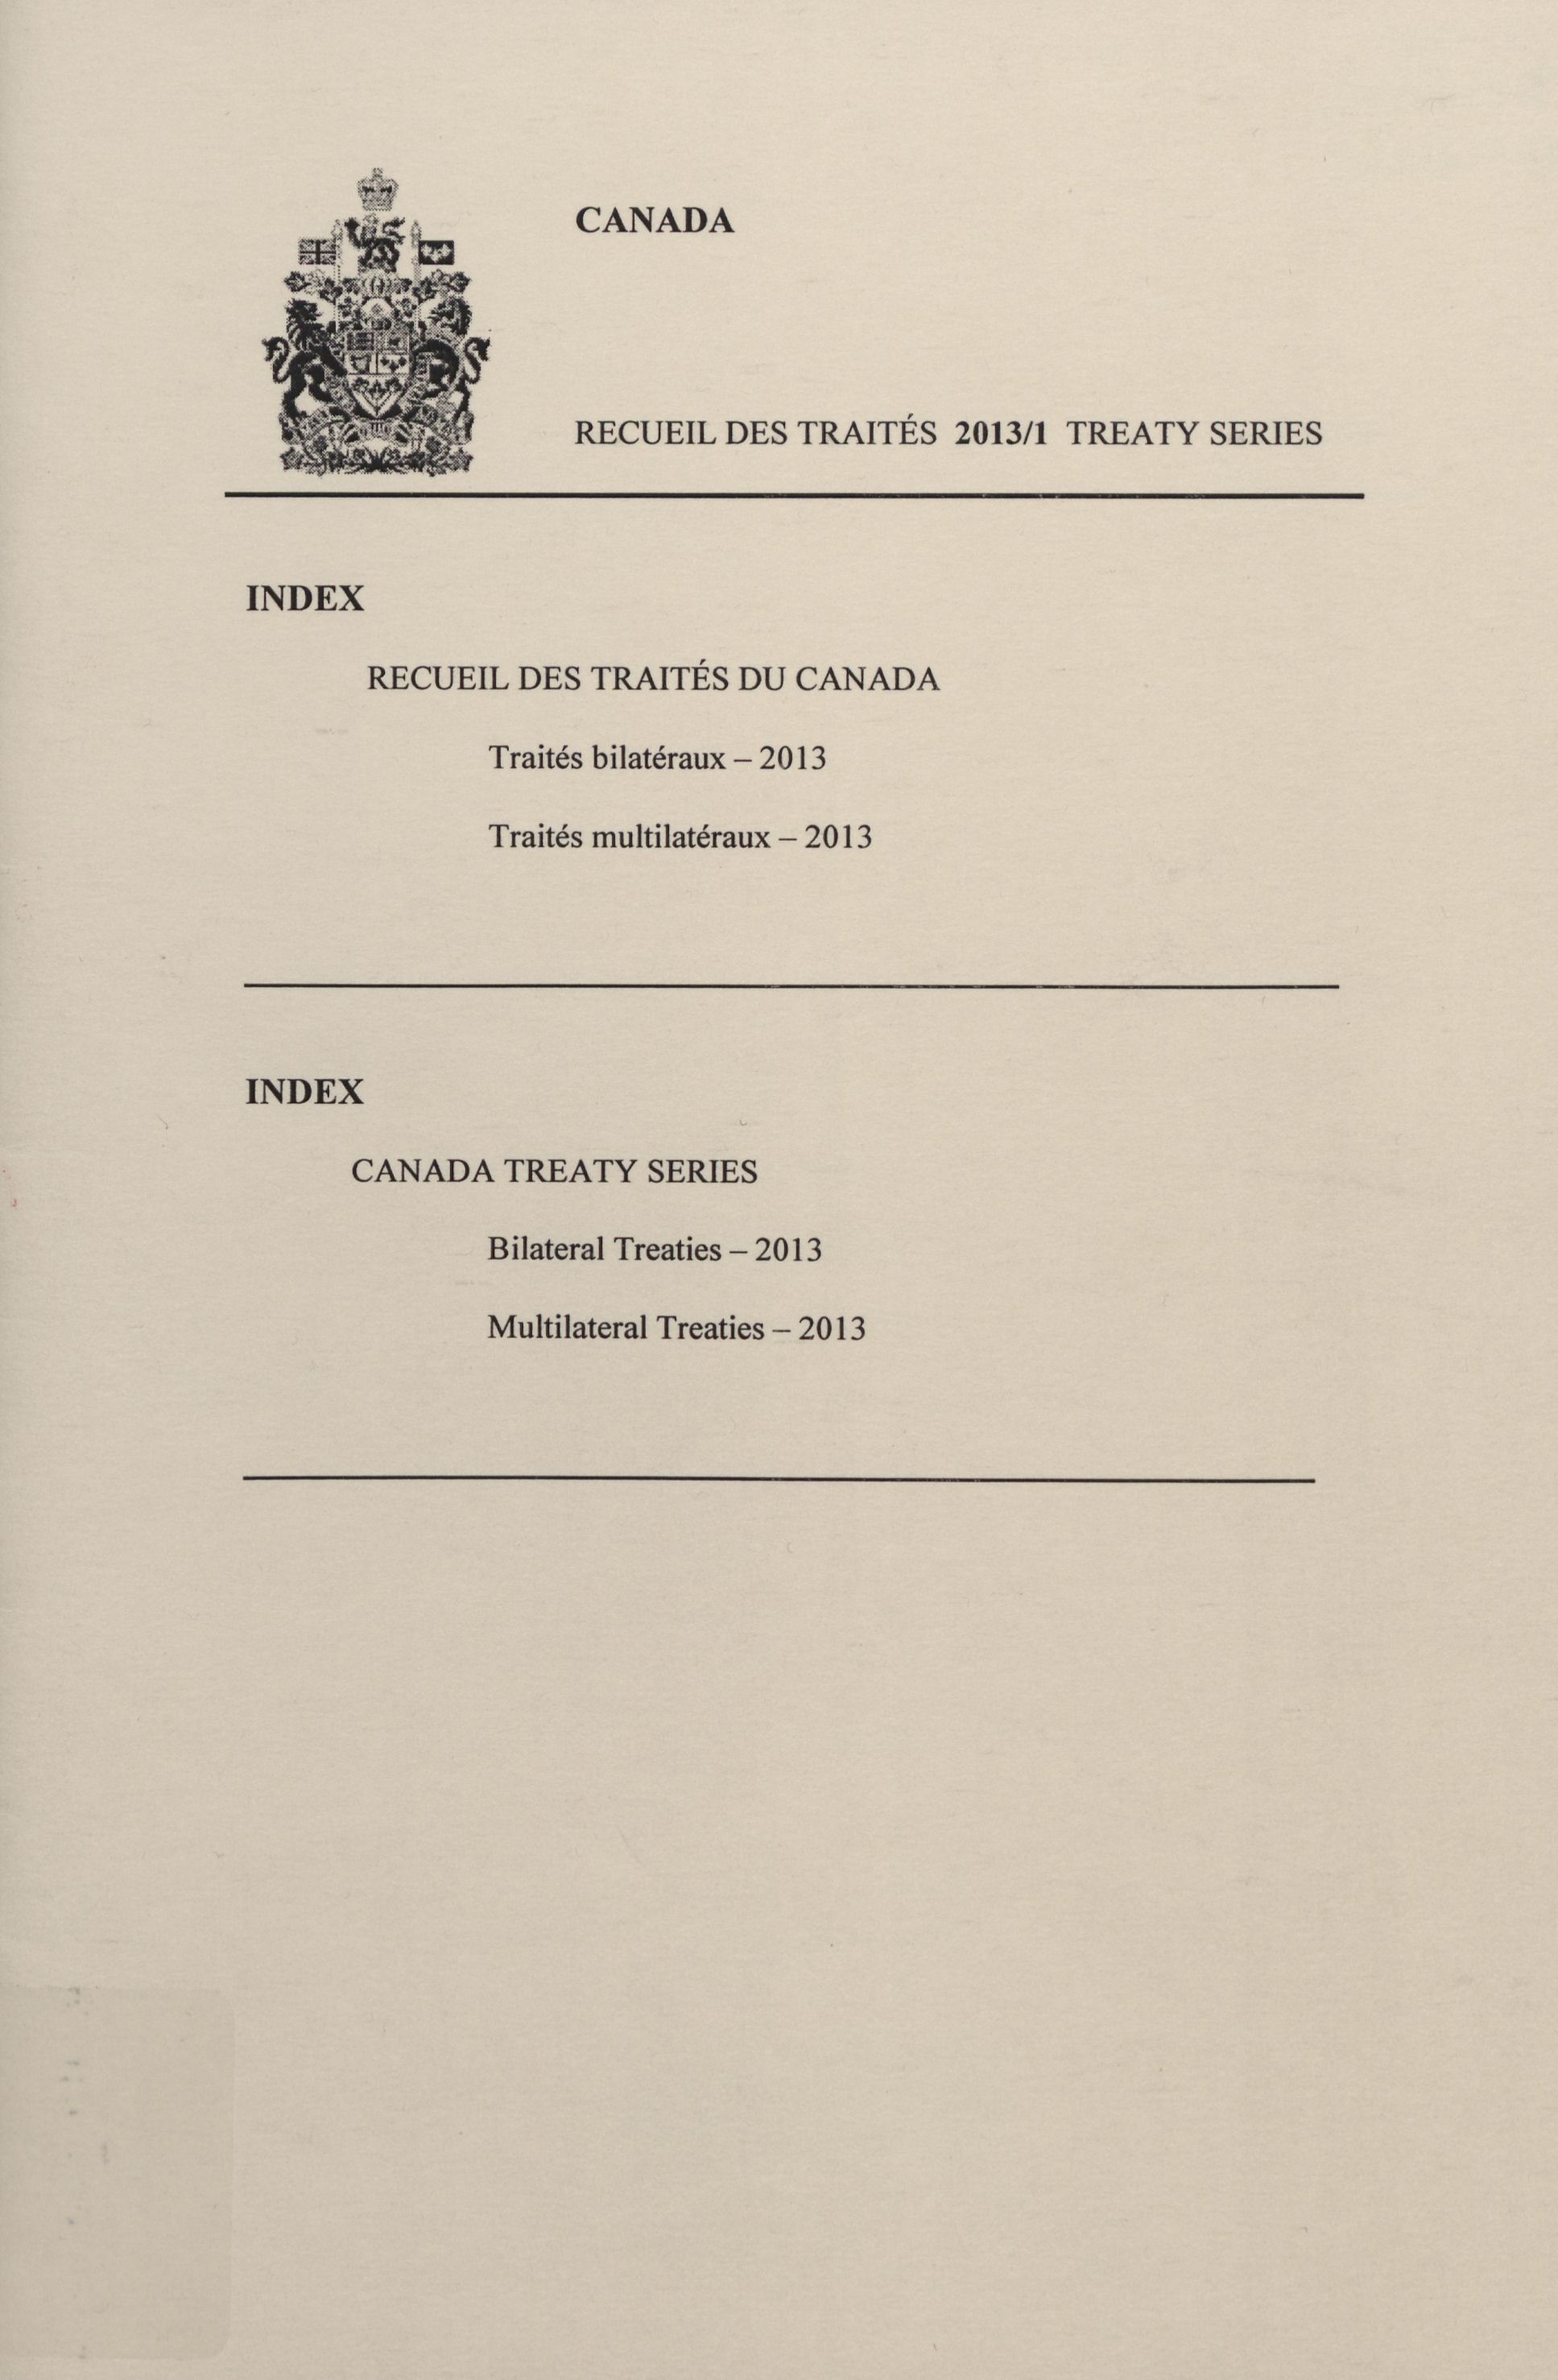 CANADA
RECUEIL DES TRAITÉS 2013/1 TREATY SERIES
INDEX
RECUEIL DES TRAITÉS DU CANADA
Traités bilatéraux – 2013
Traités multilatéraux – 2013
INDEX
CANADA TREATY SERIES
Bilateral Treaties – 2013
Multilateral Treaties – 2013